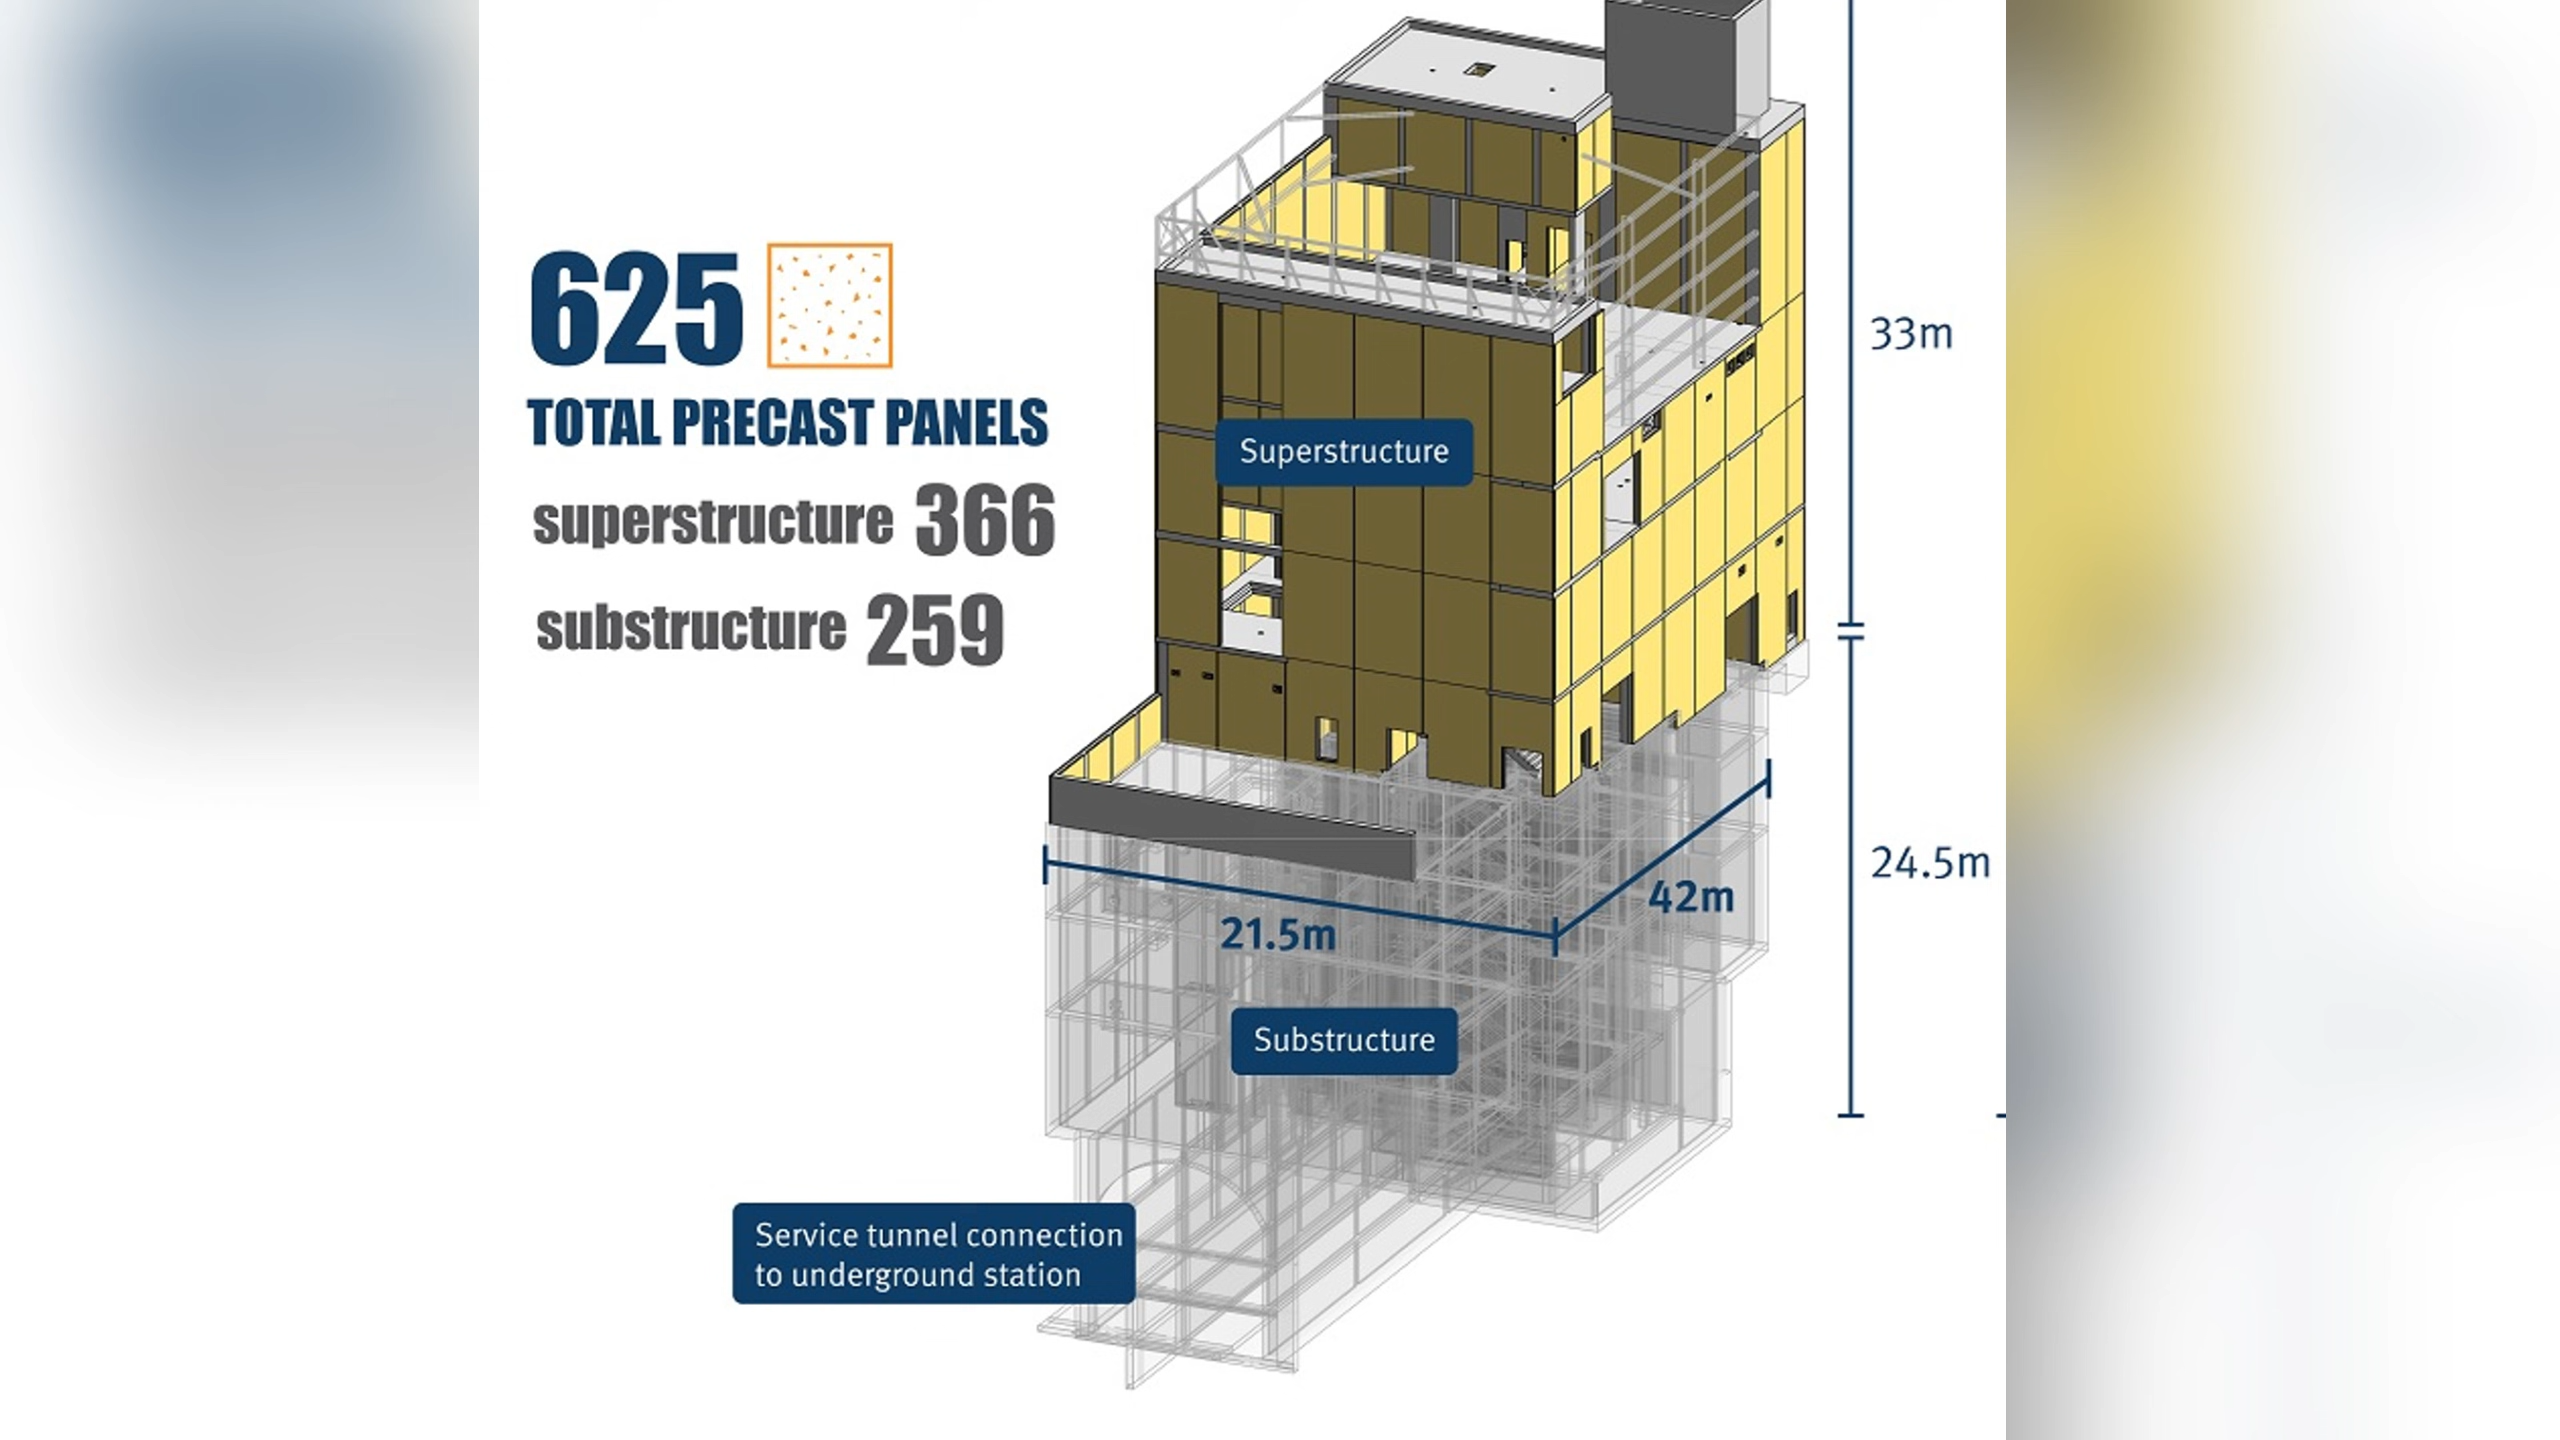 625
TOTAL PRECAST PANELS
superstructure 366
substructure 259
Superstructure
33m
24.5m
42m
21.5m
Substructure
Service tunnel connection
to underground station